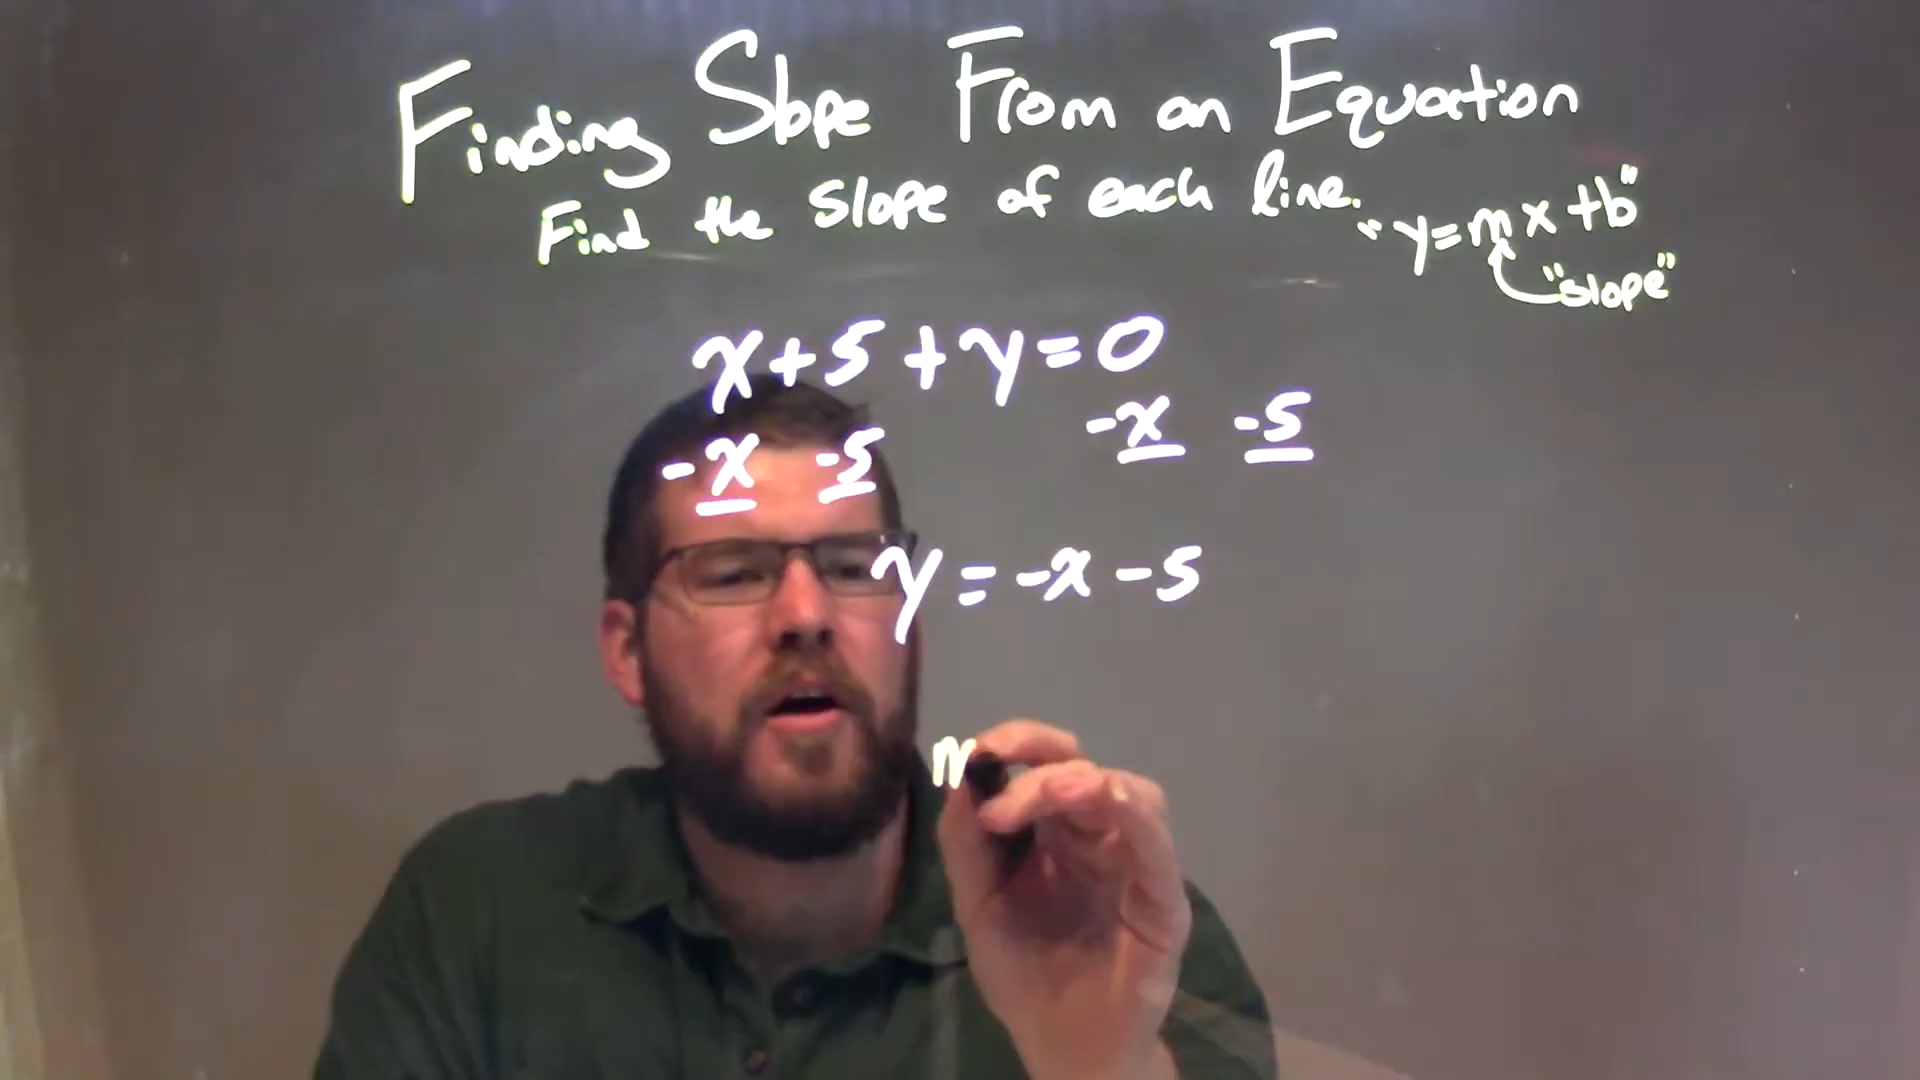 Finding Slope From an Equation
Find the slope of each line.
"y=mx+b"
"slope"
x+5+y=0
-x -5
-x -5
y=-x-5
m